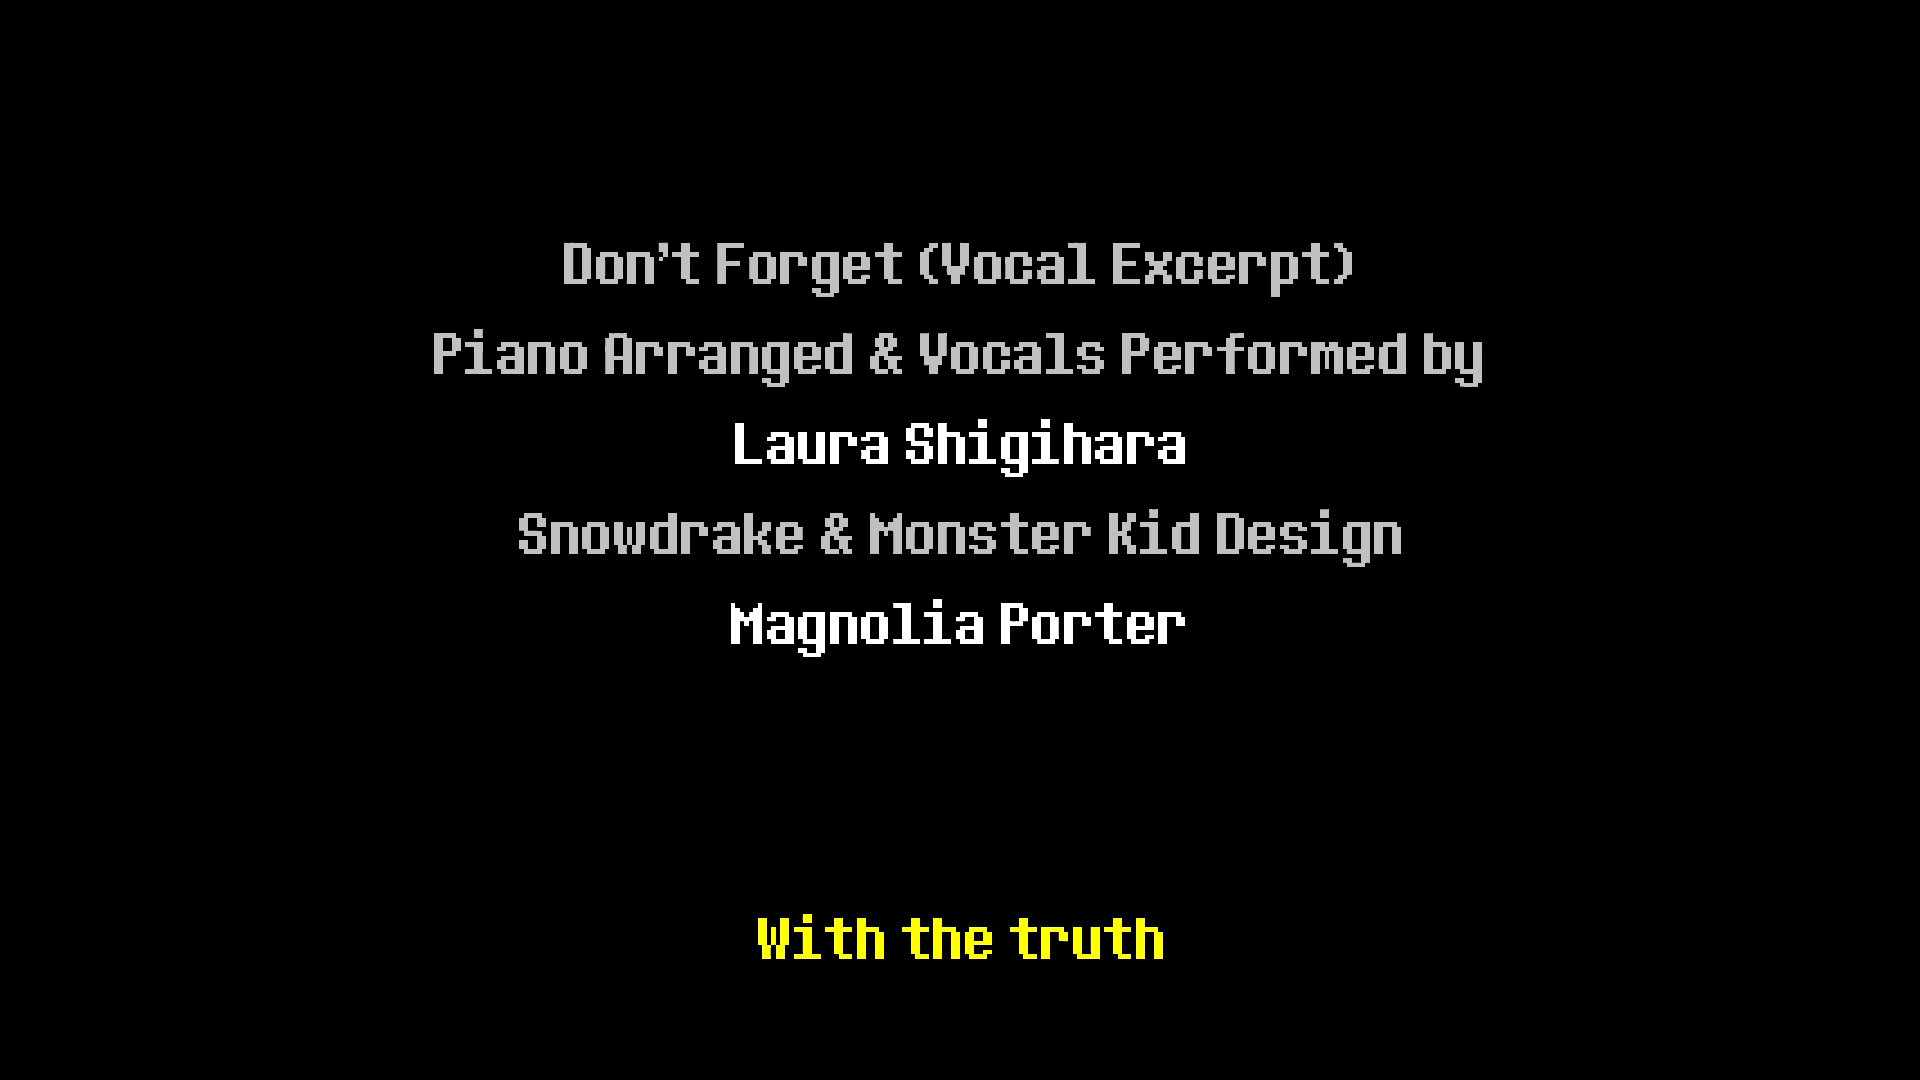 Don't Forget (Vocal Excerpt)
Piano Arranged & Vocals Performed by
Laura Shigihara
Snowdrake & Monster Kid Design
Magnolia Porter
With the truth